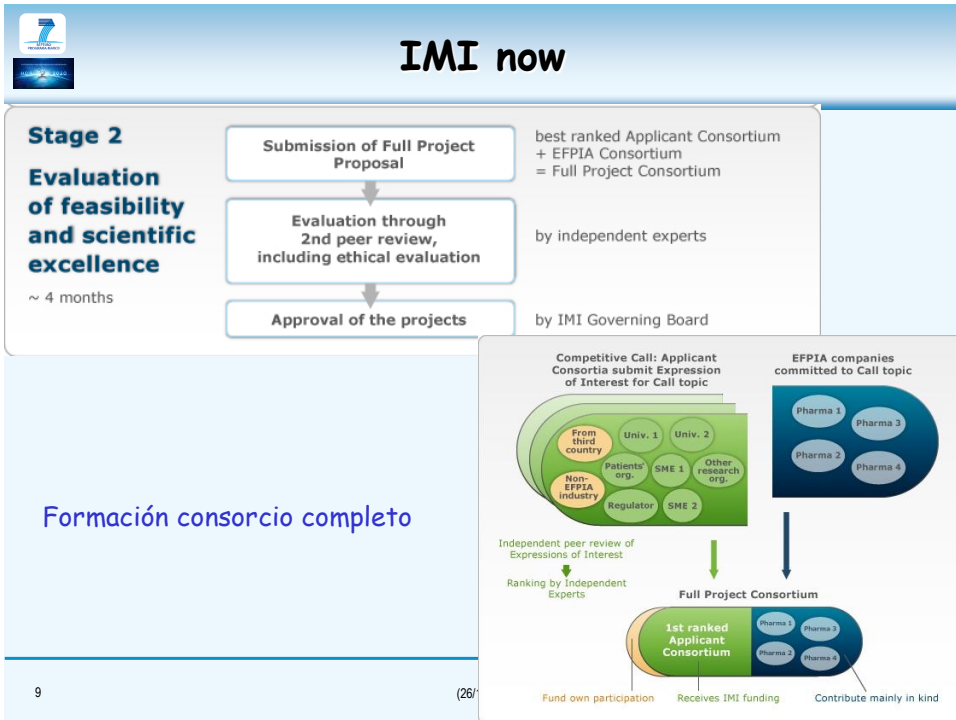 IMI now
Stage 2
Evaluation
of feasibility
and scientific
excellence
~ 4 months
Submission of Full Project
Proposal
best ranked Applicant Consortium
+ EFPIA Consortium
= Full Project Consortium
Evaluation through
2nd peer review,
including ethical evaluation
by independent experts
Approval of the projects
by IMI Governing Board
Formación consorcio completo
Competitive Call: Applicant
Consortia submit Expression
of Interest for Call topic
EFPIA companies
committed to Call topic
From
third
country
Univ. 1
Univ. 2
Patients'
org.
SME 1
Other
research
org.
Non-
EFPIA
industry
Regulator
SME 2
Pharma 1
Pharma 3
Pharma 2
Pharma 4
Independent peer review of
Expressions of Interest
Ranking by Independent
Experts
Full Project Consortium
1st ranked
Applicant
Consortium
Pharma 1
Pharma 3
Pharma 2
Pharma 4
Fund own participation
Receives IMI funding
Contribute mainly in kind
9
(26/